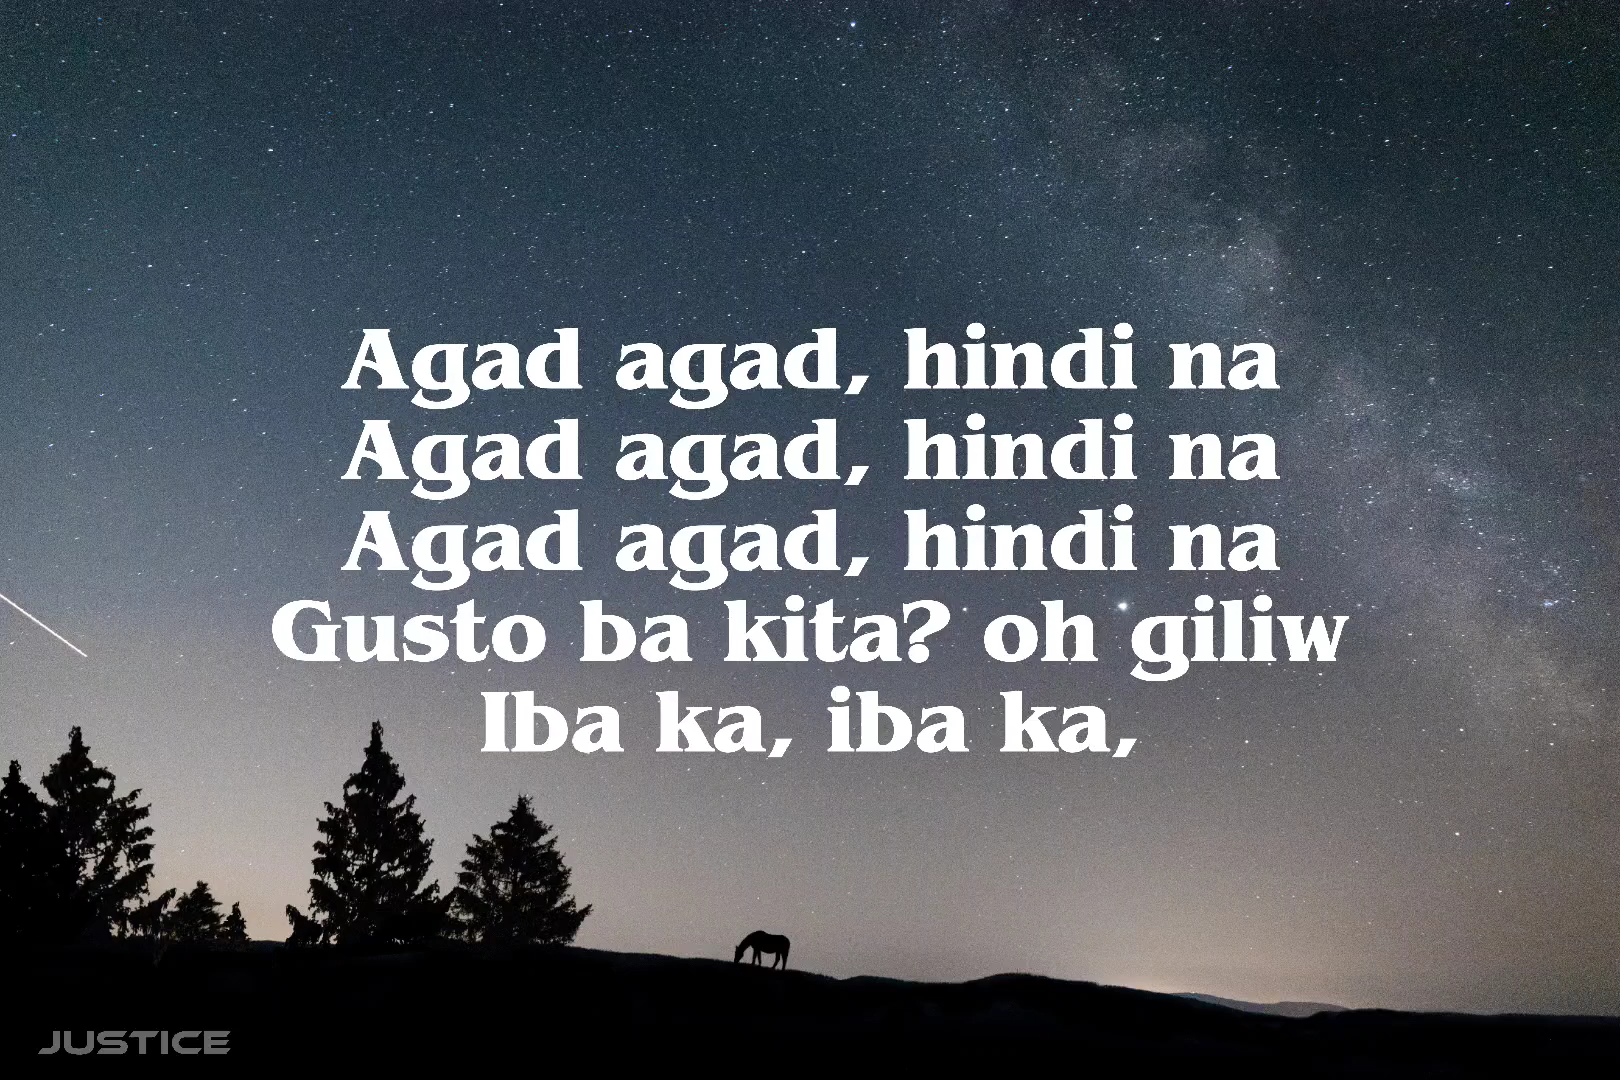 Agad agad, hindi na
Agad agad, hindi na
Agad agad, hindi na
Gusto ba kita? oh giliw
Iba ka, iba ka,
JUSTICE